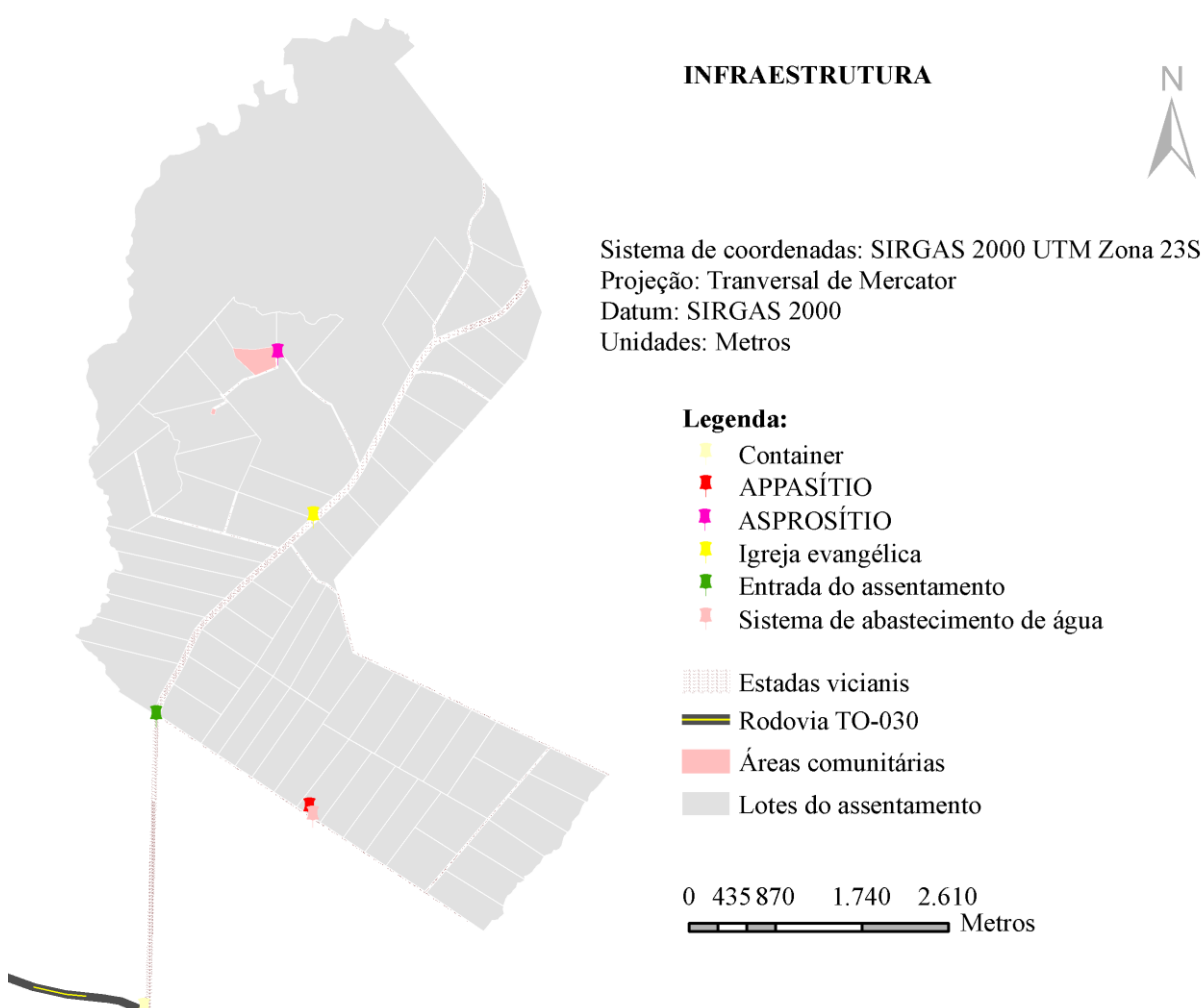 INFRAESTRUTURA
N
Sistema de coordenadas: SIRGAS 2000 UTM Zona 23S
Projeção: Tranversal de Mercator
Datum: SIRGAS 2000
Unidades: Metros
Legenda:
Container
APPASÍTIO
ASPROSÍTIO
Igreja evangélica
Entrada do assentamento
Sistema de abastecimento de água
Estadas vicianis
Rodovia TO-030
Áreas comunitárias
Lotes do assentamento
0 435 870 1.740 2.610
Metros